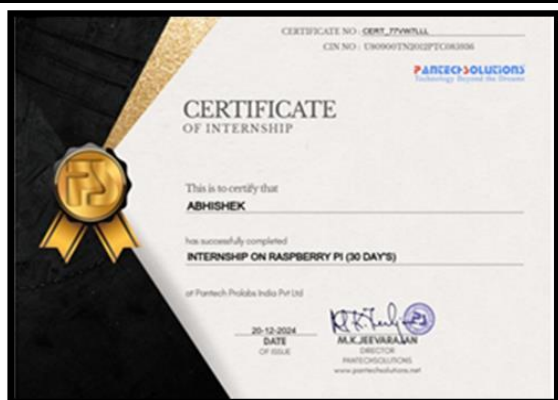 CERTIFICATE NO : CERT_77VW7LLL
CIN NO : U80900TN2012PTC083936
PANTECH SOLUTIONS
Technology Beyond the Dreams
CERTIFICATE
OF INTERNSHIP
This is to certify that
ABHISHEK
has successfully completed
INTERNSHIP ON RASPBERRY PI (30 DAY'S)
at Pantech Prolabs India Pvt Ltd
20-12-2024
DATE
OF ISSUE
M.K.JEEVARAJAN
DIRECTOR
PANTECHSOLUTIONS
www.pantechsolutions.net